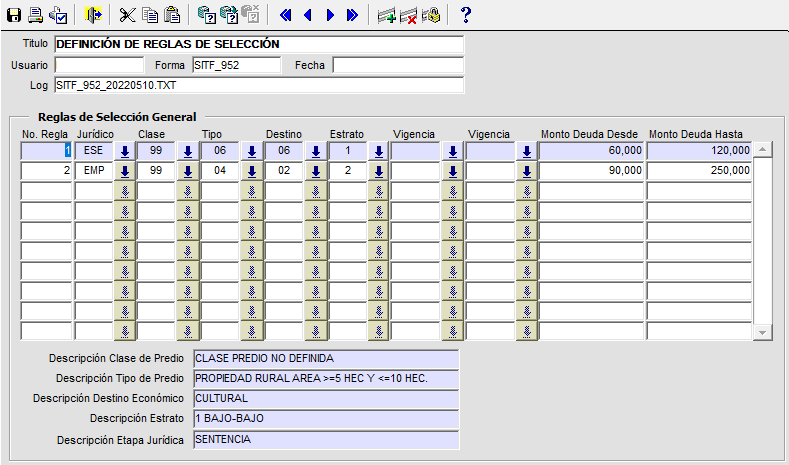 Titulo DEFINICIÓN DE REGLAS DE SELECCIÓN
Usuario Forma SITF_952 Fecha
Log SITF_952_20220510.TXT
Reglas de Selección General
No. Regla Jurídico Clase Tipo Destino Estrato Vigencia Vigencia Monto Deuda Desde Monto Deuda Hasta
1 ESE 99 06 06 1 60,000 120,000
2 EMP 99 04 02 2 90,000 250,000
Descripción Clase de Predio CLASE PREDIO NO DEFINIDA
Descripción Tipo de Predio PROPIEDAD RURAL AREA >=5 HEC Y <=10 HEC.
Descripción Destino Económico CULTURAL
Descripción Estrato 1 BAJO-BAJO
Descripción Etapa Jurídica SENTENCIA